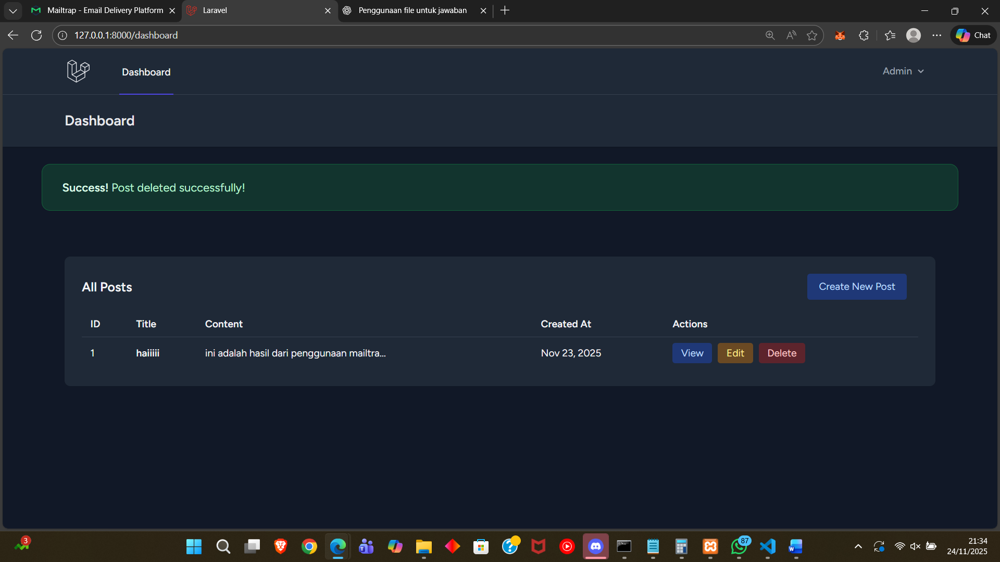 Mailtrap - Email Delivery Platform
Laravel
Penggunaan file untuk jawaban
127.0.0.1:8000/dashboard
Chat
Dashboard
Admin
Dashboard
Success! Post deleted successfully!
All Posts
Create New Post
ID Title Content Created At Actions
1 haiiiii ini adalah hasil dari penggunaan mailtra... Nov 23, 2025 View Edit Delete
3
87
21:34
24/11/2025